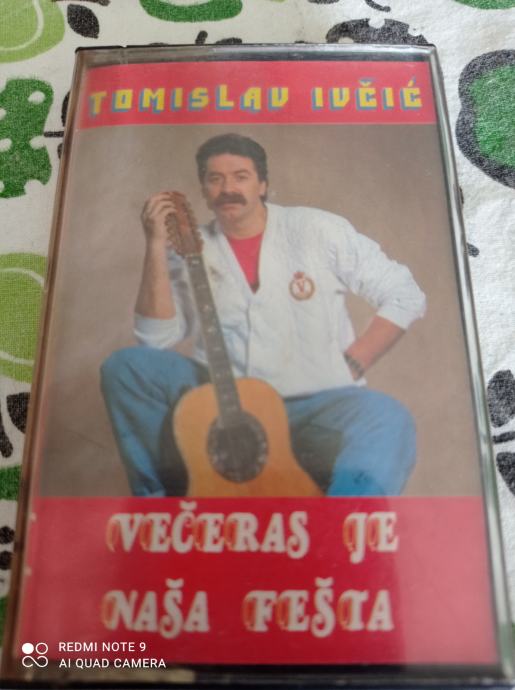 TOMISLAV IVČIĆ
VEČERAS JE
NAŠA FEŠTA
REDMI NOTE 9
AI QUAD CAMERA